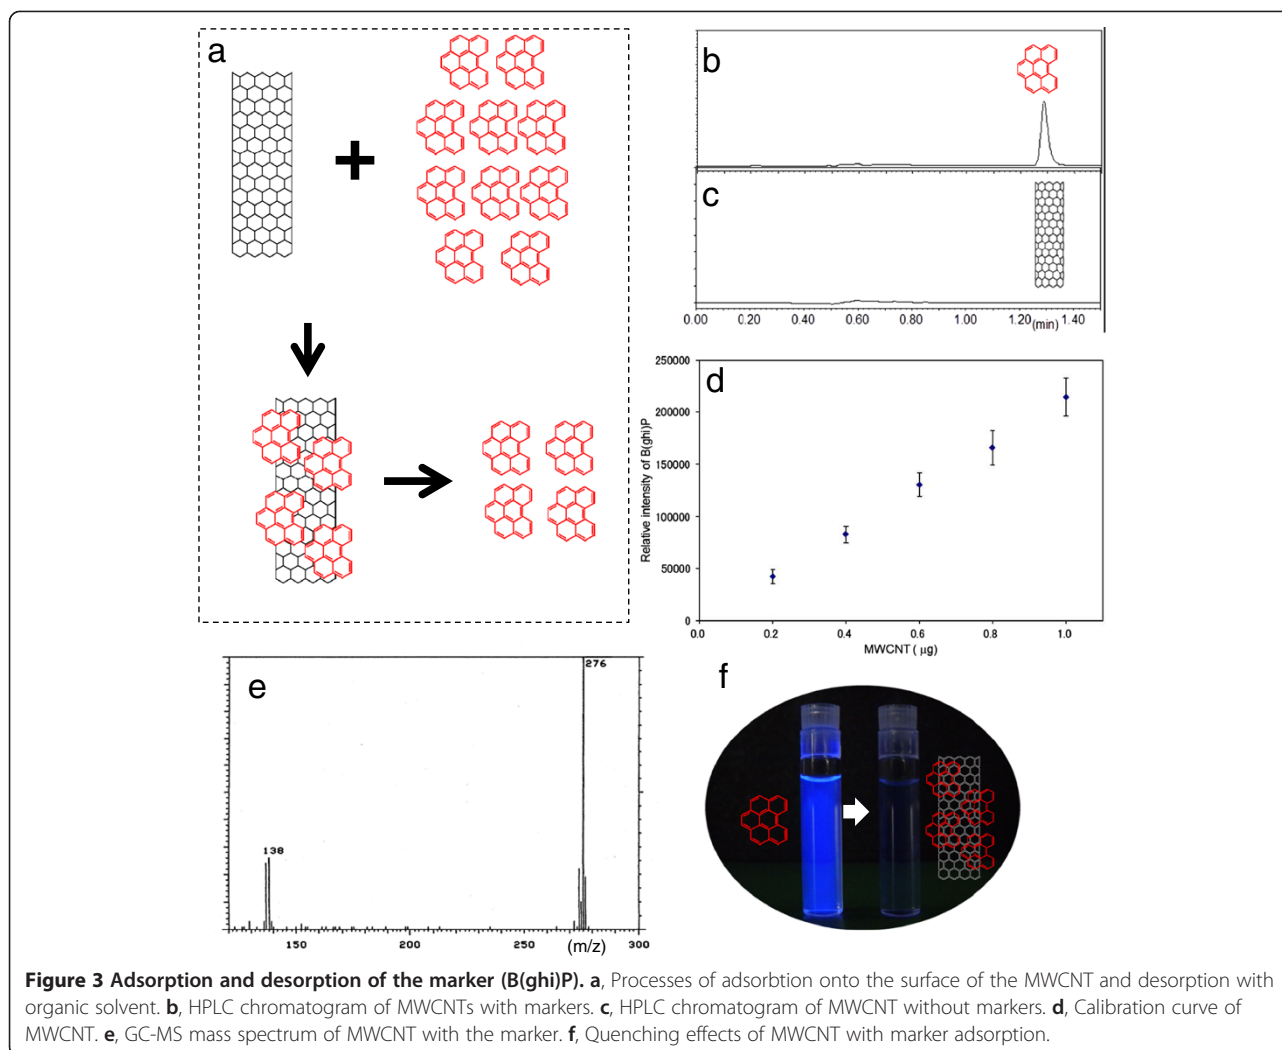 a
b
c
0.00 0.20 0.40 0.60 0.80 1.00 1.20 (min) 1.40
d
250000
200000
150000
100000
50000
0
Relative intensity of B(ghi)P
0.0 0.2 0.4 0.6 0.8 1.0
MWCNT ( μg)
e
276
138
150 200 250 (m/z) 300
f
Figure 3 Adsorption and desorption of the marker (B(ghi)P). a, Processes of adsorbtion onto the surface of the MWCNT and desorption with
organic solvent. b, HPLC chromatogram of MWCNTs with markers. c, HPLC chromatogram of MWCNT without markers. d, Calibration curve of
MWCNT. e, GC-MS mass spectrum of MWCNT with the marker. f, Quenching effects of MWCNT with marker adsorption.